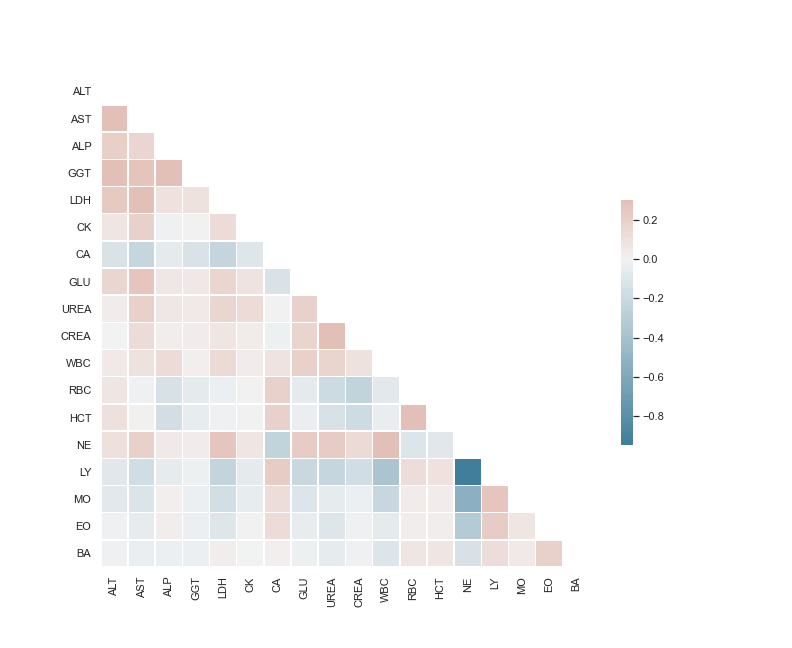 ALT
AST
ALP
GGT
LDH
CK
CA
GLU
UREA
CREA
WBC
RBC
HCT
NE
LY
MO
EO
BA
ALT AST ALP GGT LDH CK CA GLU UREA CREA WBC RBC HCT NE LY MO EO BA
0.2
0.0
−0.2
−0.4
−0.6
−0.8